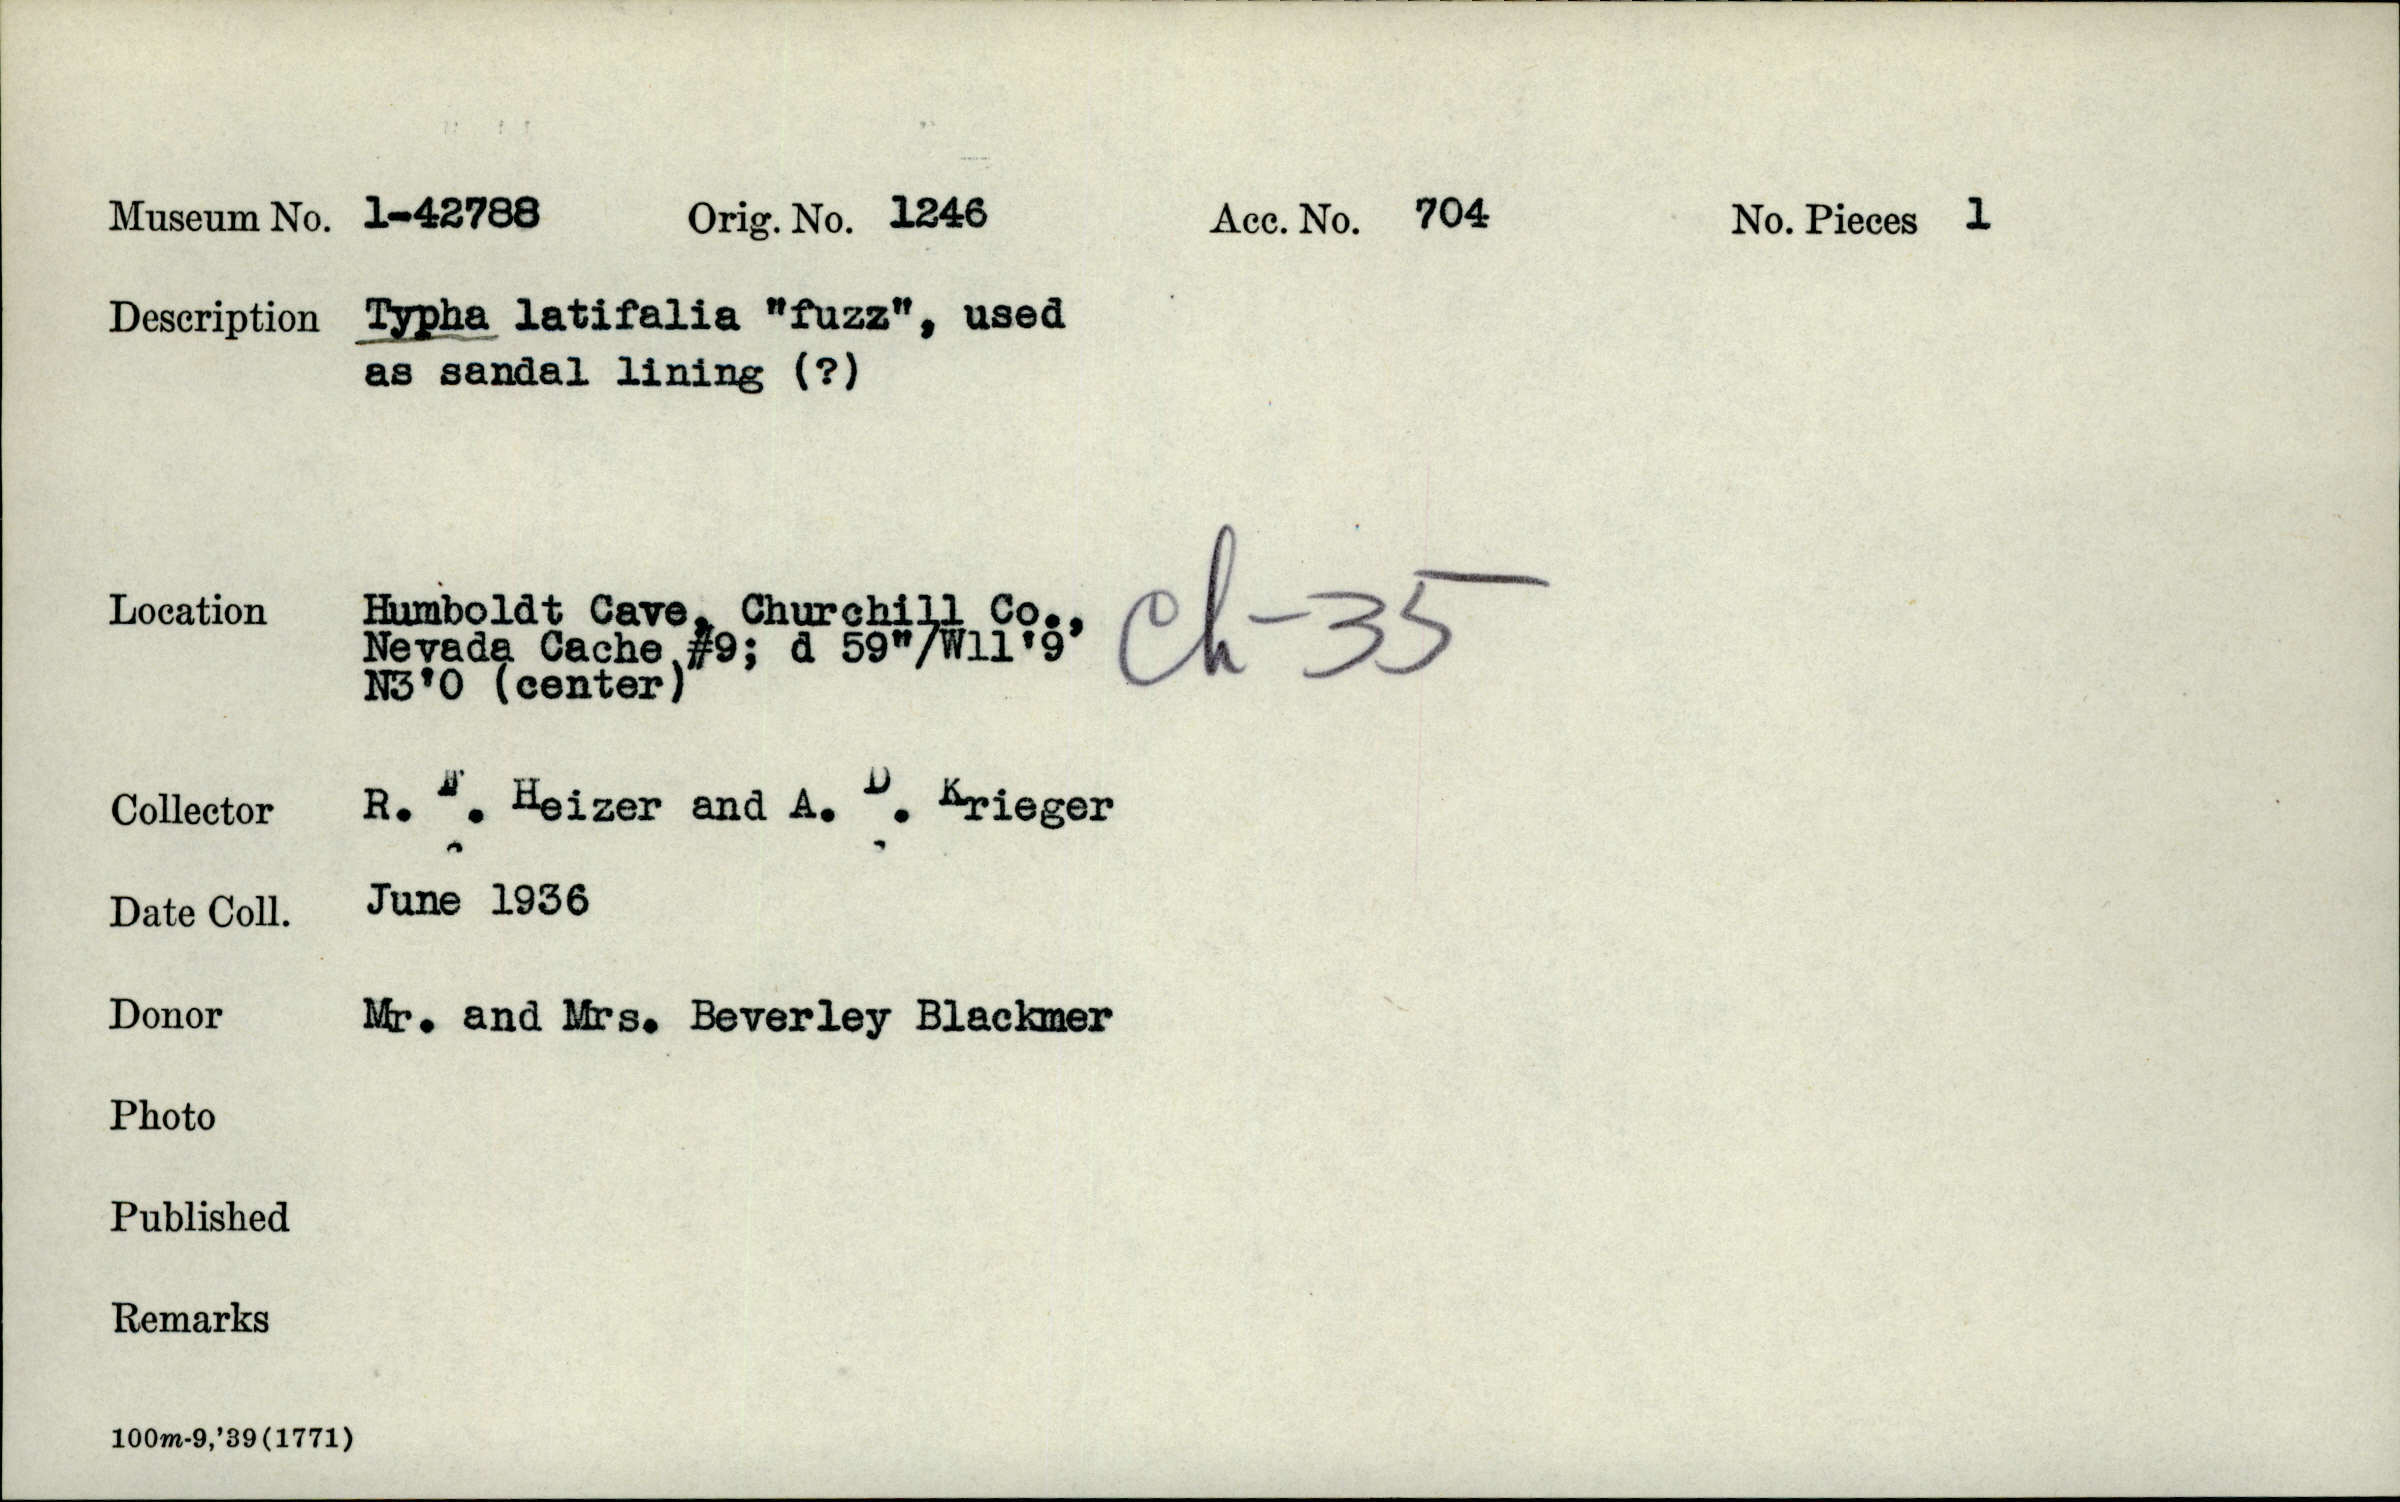 Museum No. 1-42788 Orig. No. 1246 Acc. No. 704 No. Pieces 1
Description Typha latifalia "fuzz", used
as sandal lining (?)
Location Humboldt Cave, Churchill Co.,
Nevada Cache #9; d 59"/W11'9'
N3'0 (center)
Ch-35
Collector R. F. Heizer and A. D. Krieger
Date Coll. June 1936
Donor Mr. and Mrs. Beverley Blackmer
Photo
Published
Remarks
100m-9,'39(1771)